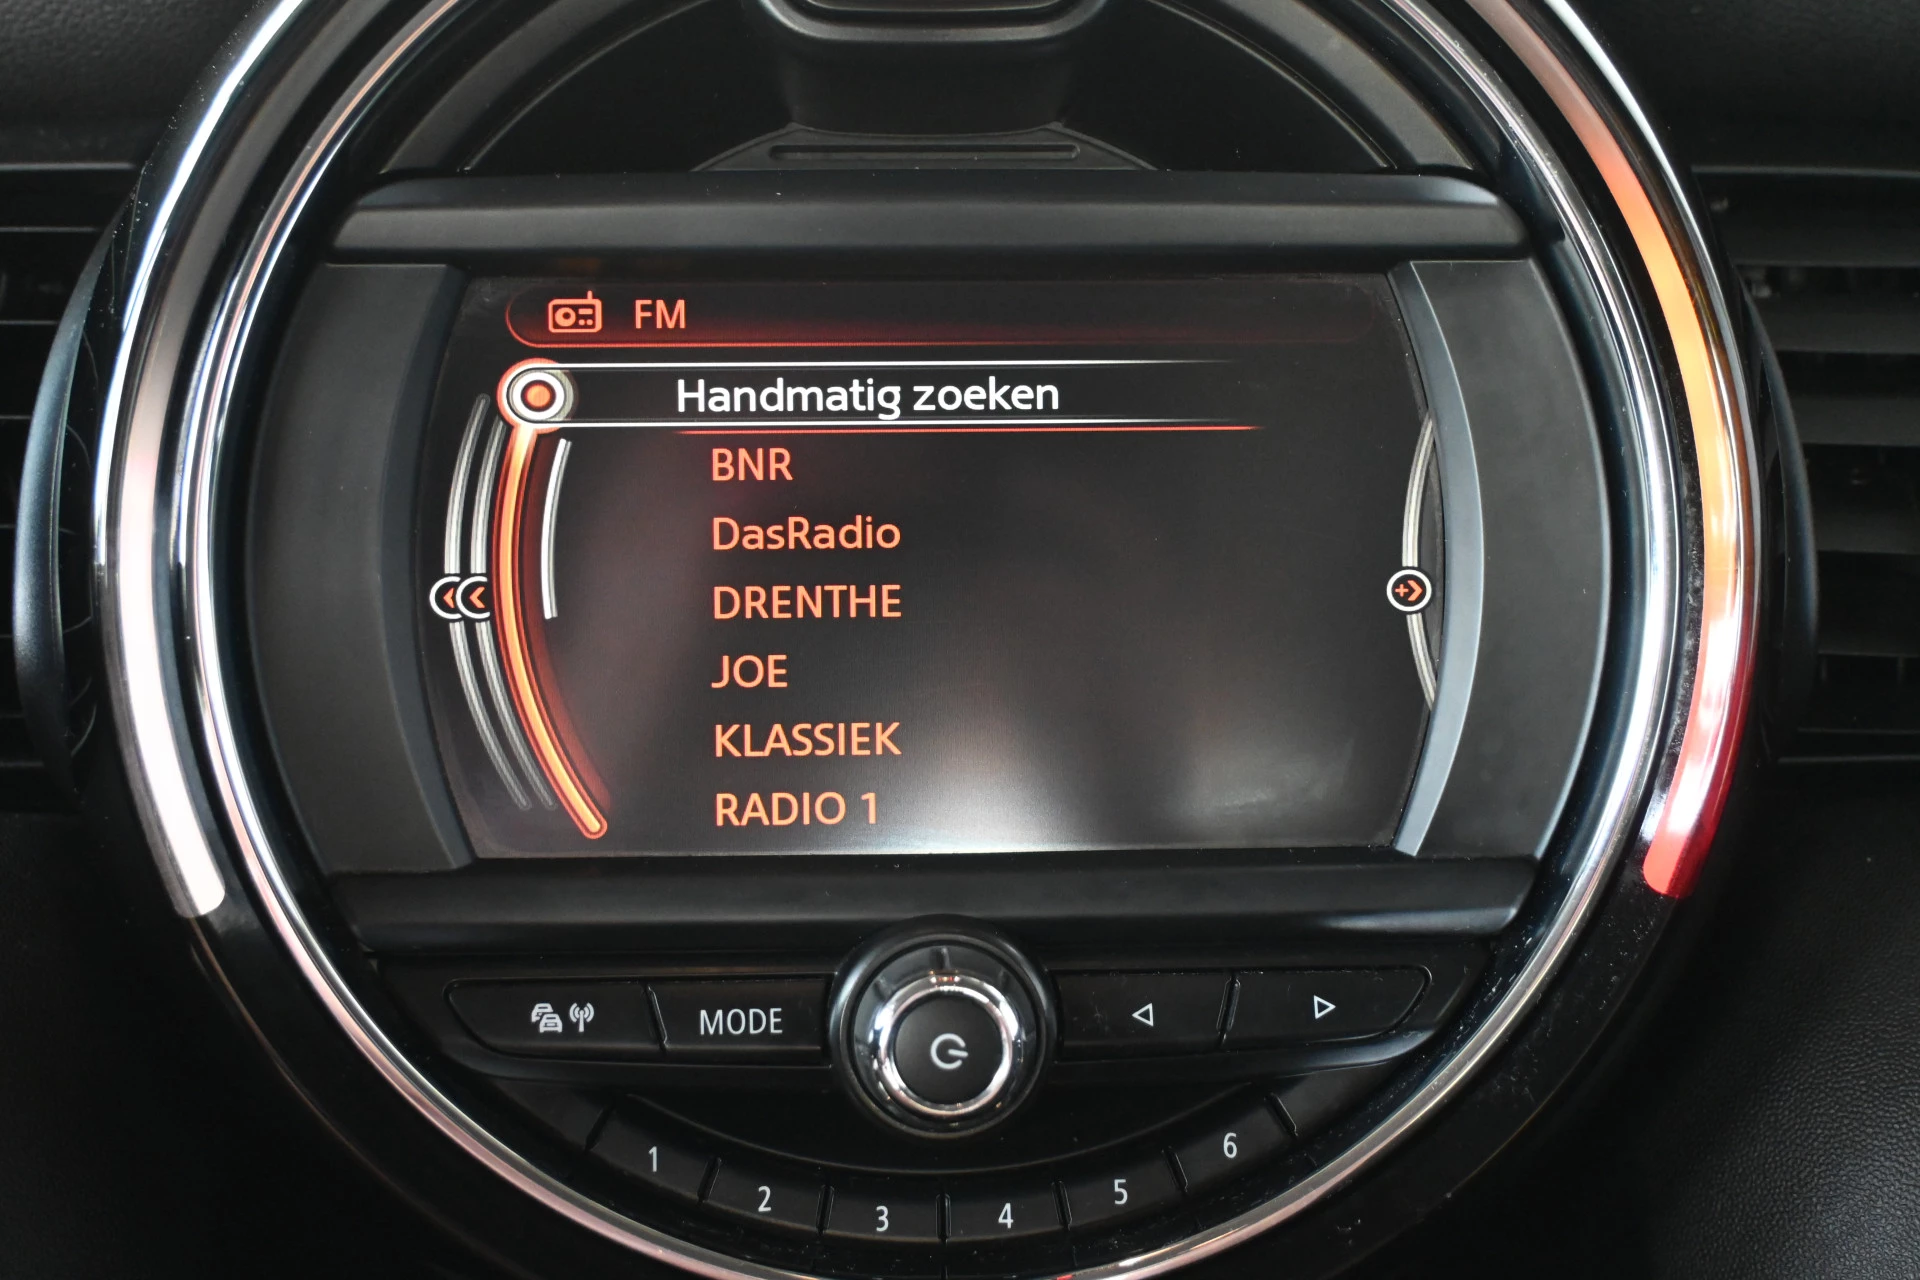 FM
Handmatig zoeken
BNR
DasRadio
DRENTHE
JOE
KLASSIEK
RADIO 1
MODE
1
2
3
4
5
6